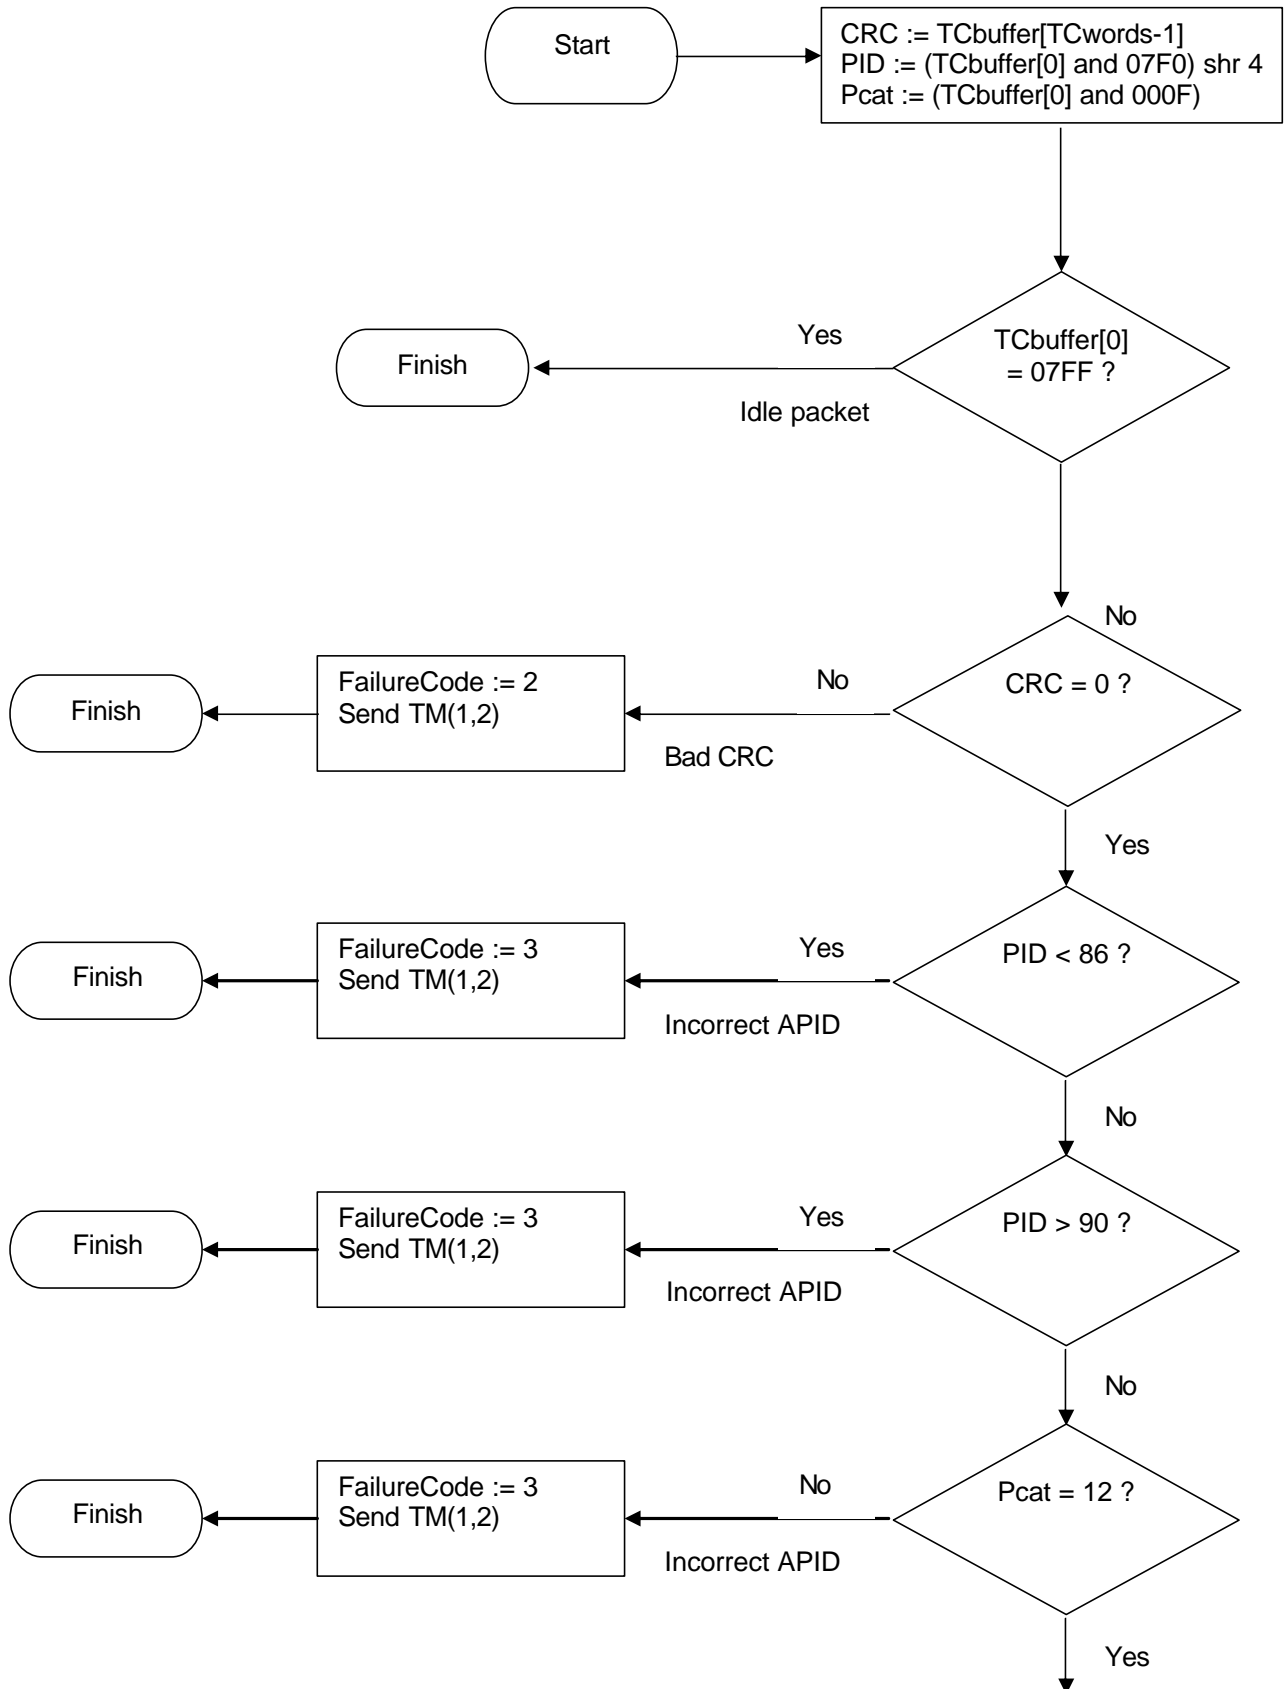 Start
CRC := TCbuffer[TCwords-1]
PID := (TCbuffer[0] and 07F0) shr 4
Pcat := (TCbuffer[0] and 000F)
TCbuffer[0]
= 07FF ?
Yes
Idle packet
Finish
No
CRC = 0 ?
No
Bad CRC
FailureCode := 2
Send TM(1,2)
Finish
Yes
PID < 86 ?
Yes
Incorrect APID
FailureCode := 3
Send TM(1,2)
Finish
No
PID > 90 ?
Yes
Incorrect APID
FailureCode := 3
Send TM(1,2)
Finish
No
Pcat = 12 ?
No
Incorrect APID
FailureCode := 3
Send TM(1,2)
Finish
Yes